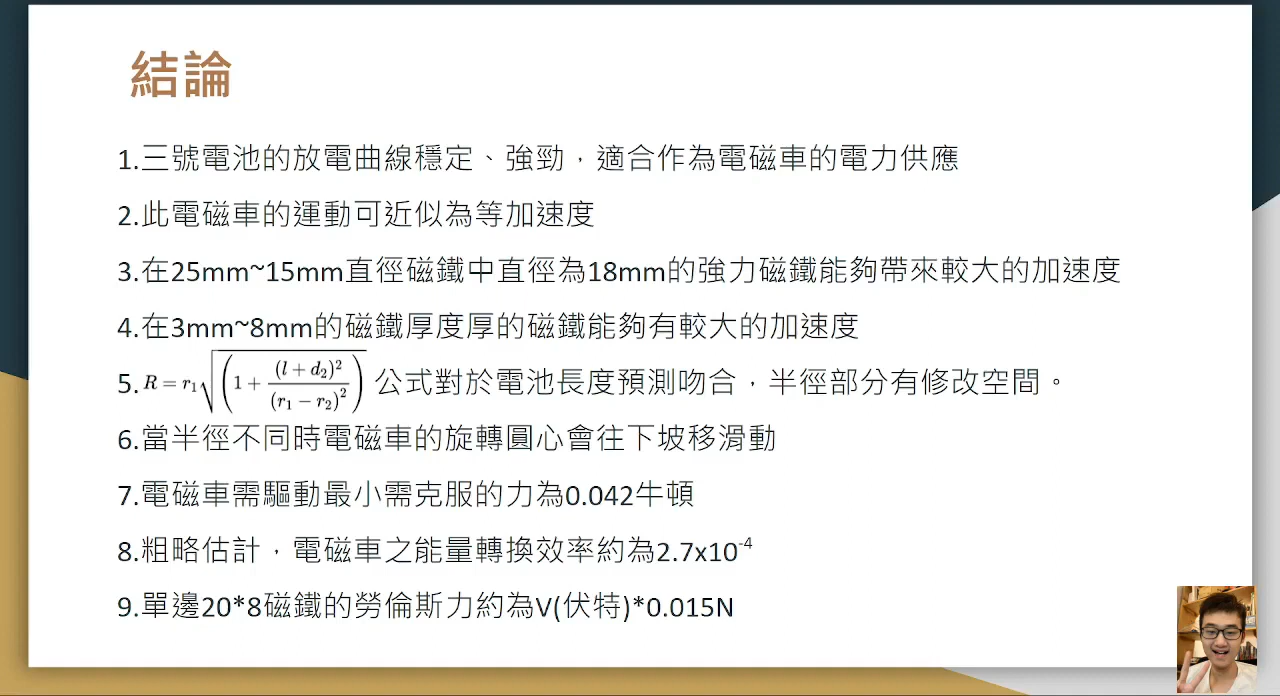 結論
1.三號電池的放電曲線穩定、強勁，適合作為電磁車的電力供應
2.此電磁車的運動可近似為等加速度
3.在25mm~15mm直徑磁鐵中直徑為18mm的強力磁鐵能夠帶來較大的加速度
4.在3mm~8mm的磁鐵厚度厚的磁鐵能夠有較大的加速度
5.R = r₁√(1 + (l + d₂)²/(r₁ − r₂)²) 公式對於電池長度預測吻合，半徑部分有修改空間。
6.當半徑不同時電磁車的旋轉圓心會往下坡移滑動
7.電磁車需驅動最小需克服的力為0.042牛頓
8.粗略估計，電磁車之能量轉換效率約為2.7x10⁻⁴
9.單邊20*8磁鐵的勞倫斯力約為V(伏特)*0.015N